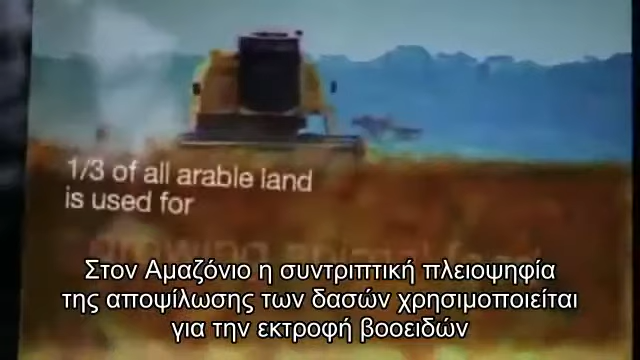 1/3 of all arable land
is used for
Στον Αμαζόνιο η συντριπτική πλειοψηφία
της αποψίλωσης των δασών χρησιμοποιείται
για την εκτροφή βοοειδών